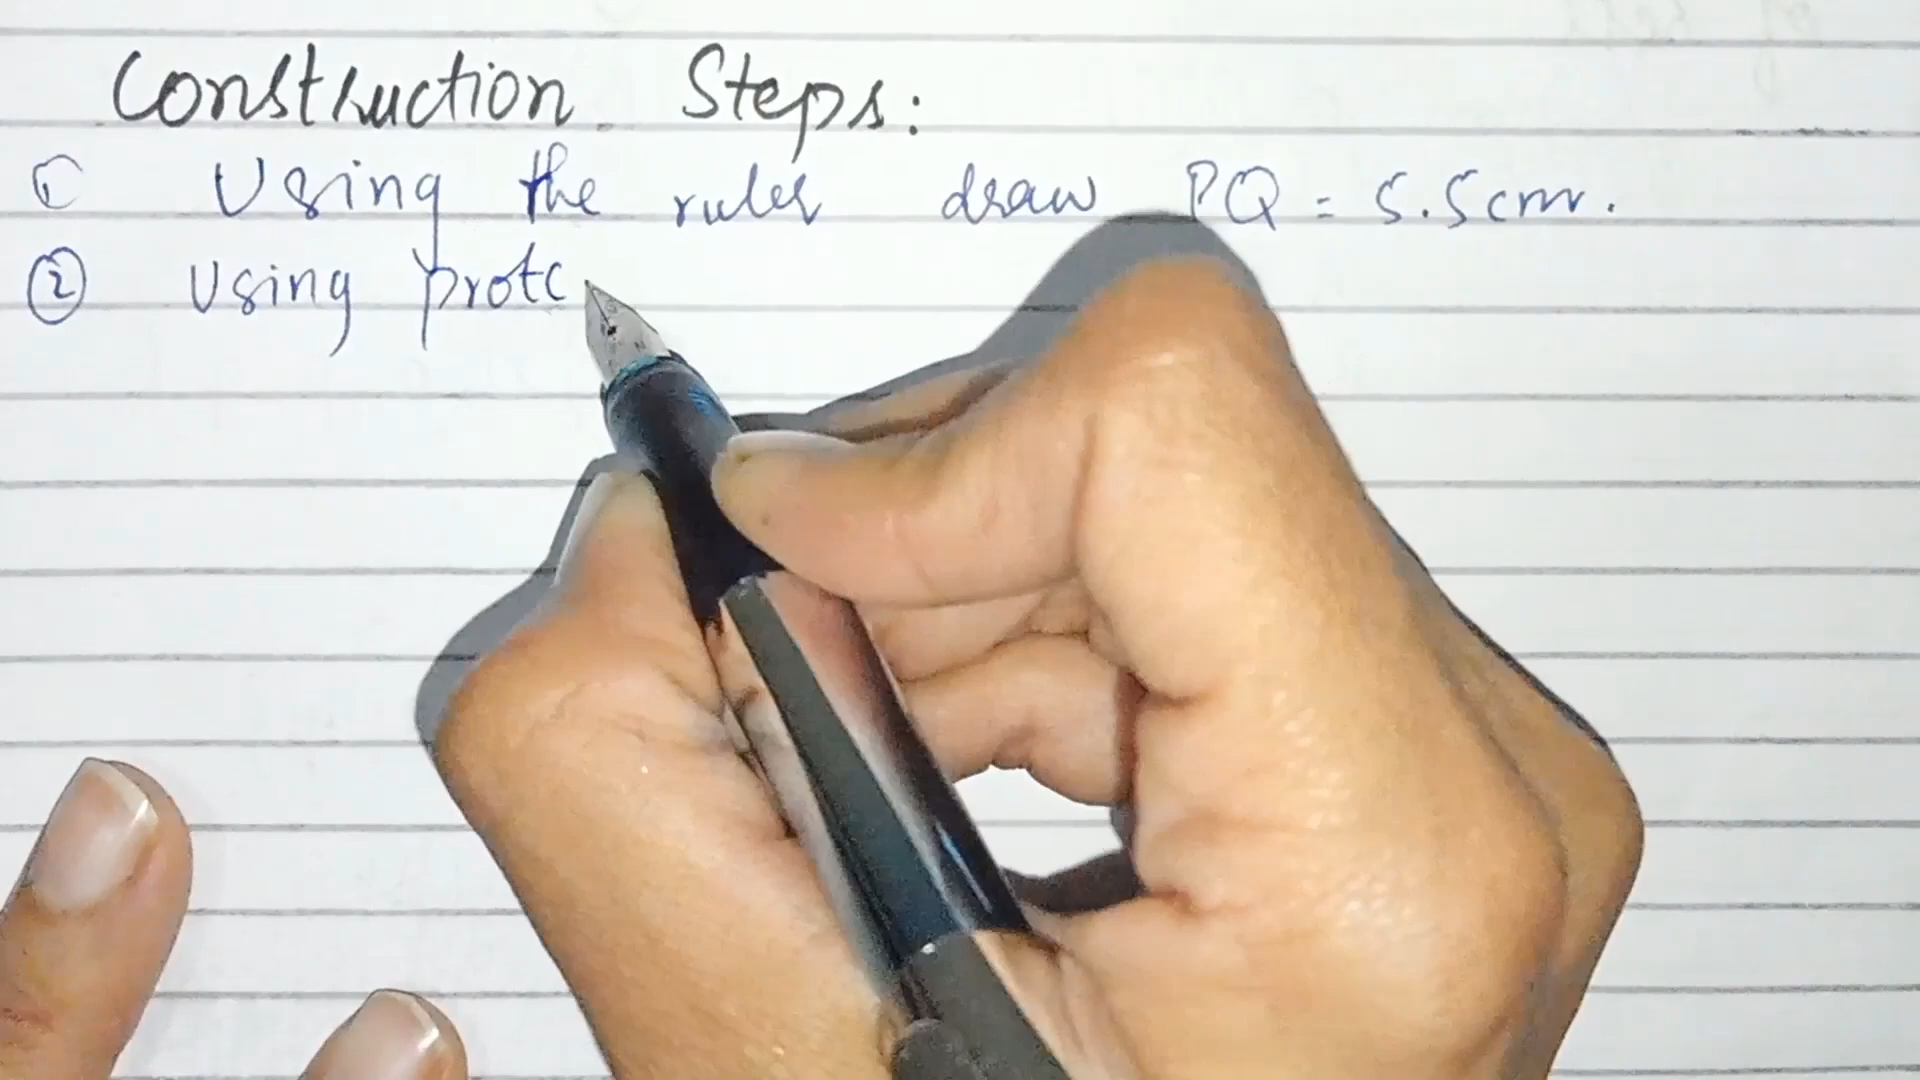 Construction Steps:
① Using the ruler draw PQ = 5.5cm.
② Using protc